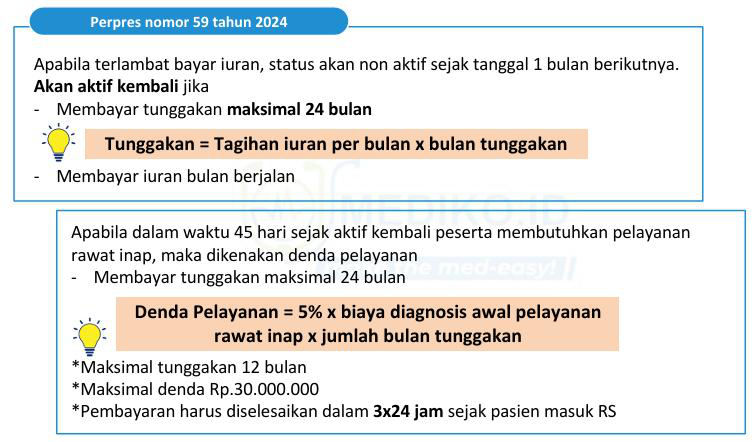 Perpres nomor 59 tahun 2024
Apabila terlambat bayar iuran, status akan non aktif sejak tanggal 1 bulan berikutnya.
Akan aktif kembali jika
- Membayar tunggakan maksimal 24 bulan
Tunggakan = Tagihan iuran per bulan x bulan tunggakan
- Membayar iuran bulan berjalan
MEDIKO.ID
Apabila dalam waktu 45 hari sejak aktif kembali peserta membutuhkan pelayanan
rawat inap, maka dikenakan denda pelayanan
the med-easy!
- Membayar tunggakan maksimal 24 bulan
Denda Pelayanan = 5% x biaya diagnosis awal pelayanan
rawat inap x jumlah bulan tunggakan
*Maksimal tunggakan 12 bulan
*Maksimal denda Rp.30.000.000
*Pembayaran harus diselesaikan dalam 3x24 jam sejak pasien masuk RS